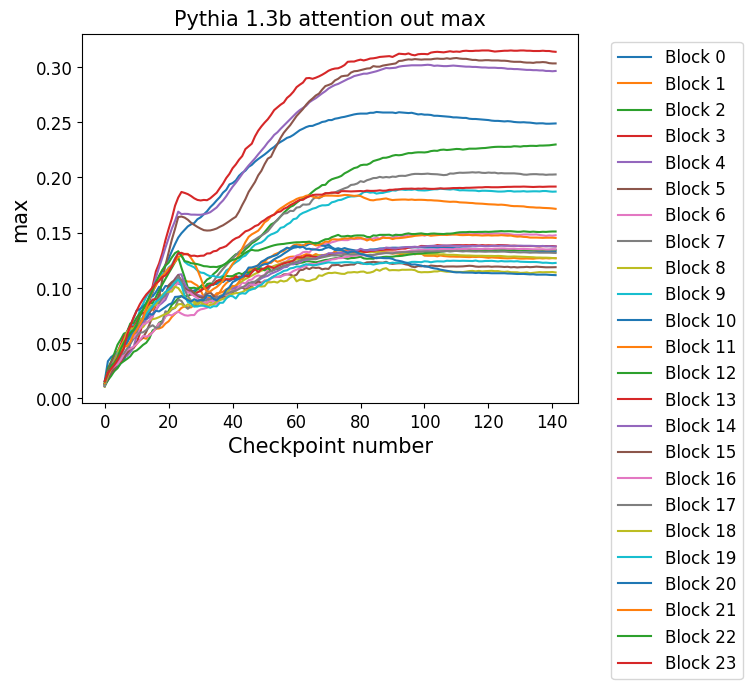 Pythia 1.3b attention out max
max
0.30
0.25
0.20
0.15
0.10
0.05
0.00
0 20 40 60 80 100 120 140
Checkpoint number
Block 0
Block 1
Block 2
Block 3
Block 4
Block 5
Block 6
Block 7
Block 8
Block 9
Block 10
Block 11
Block 12
Block 13
Block 14
Block 15
Block 16
Block 17
Block 18
Block 19
Block 20
Block 21
Block 22
Block 23